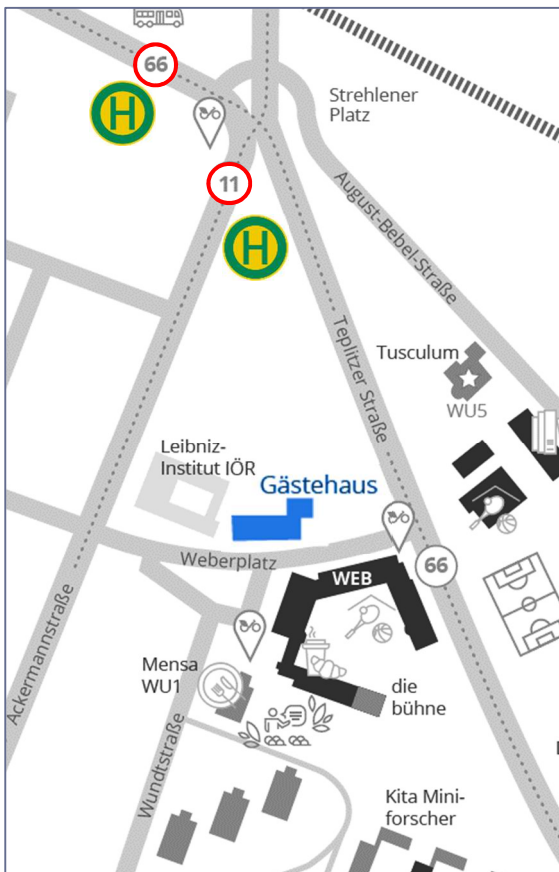 66
H
Strehlener
Platz
11
H
August-Bebel-Straße
Teplitzer Straße
Tusculum
WU5
Leibniz-
Institut IÖR
Gästehaus
Weberplatz
66
WEB
Ackermannstraße
Mensa
WU1
die
bühne
Wundtstraße
Kita Mini-
forscher